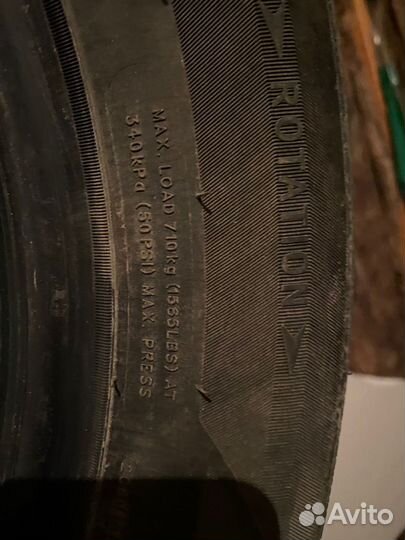 MAX. LOAD 710kg (1565LBS) AT
340kPa (50PSI) MAX. PRESS
ROTATION
Avito